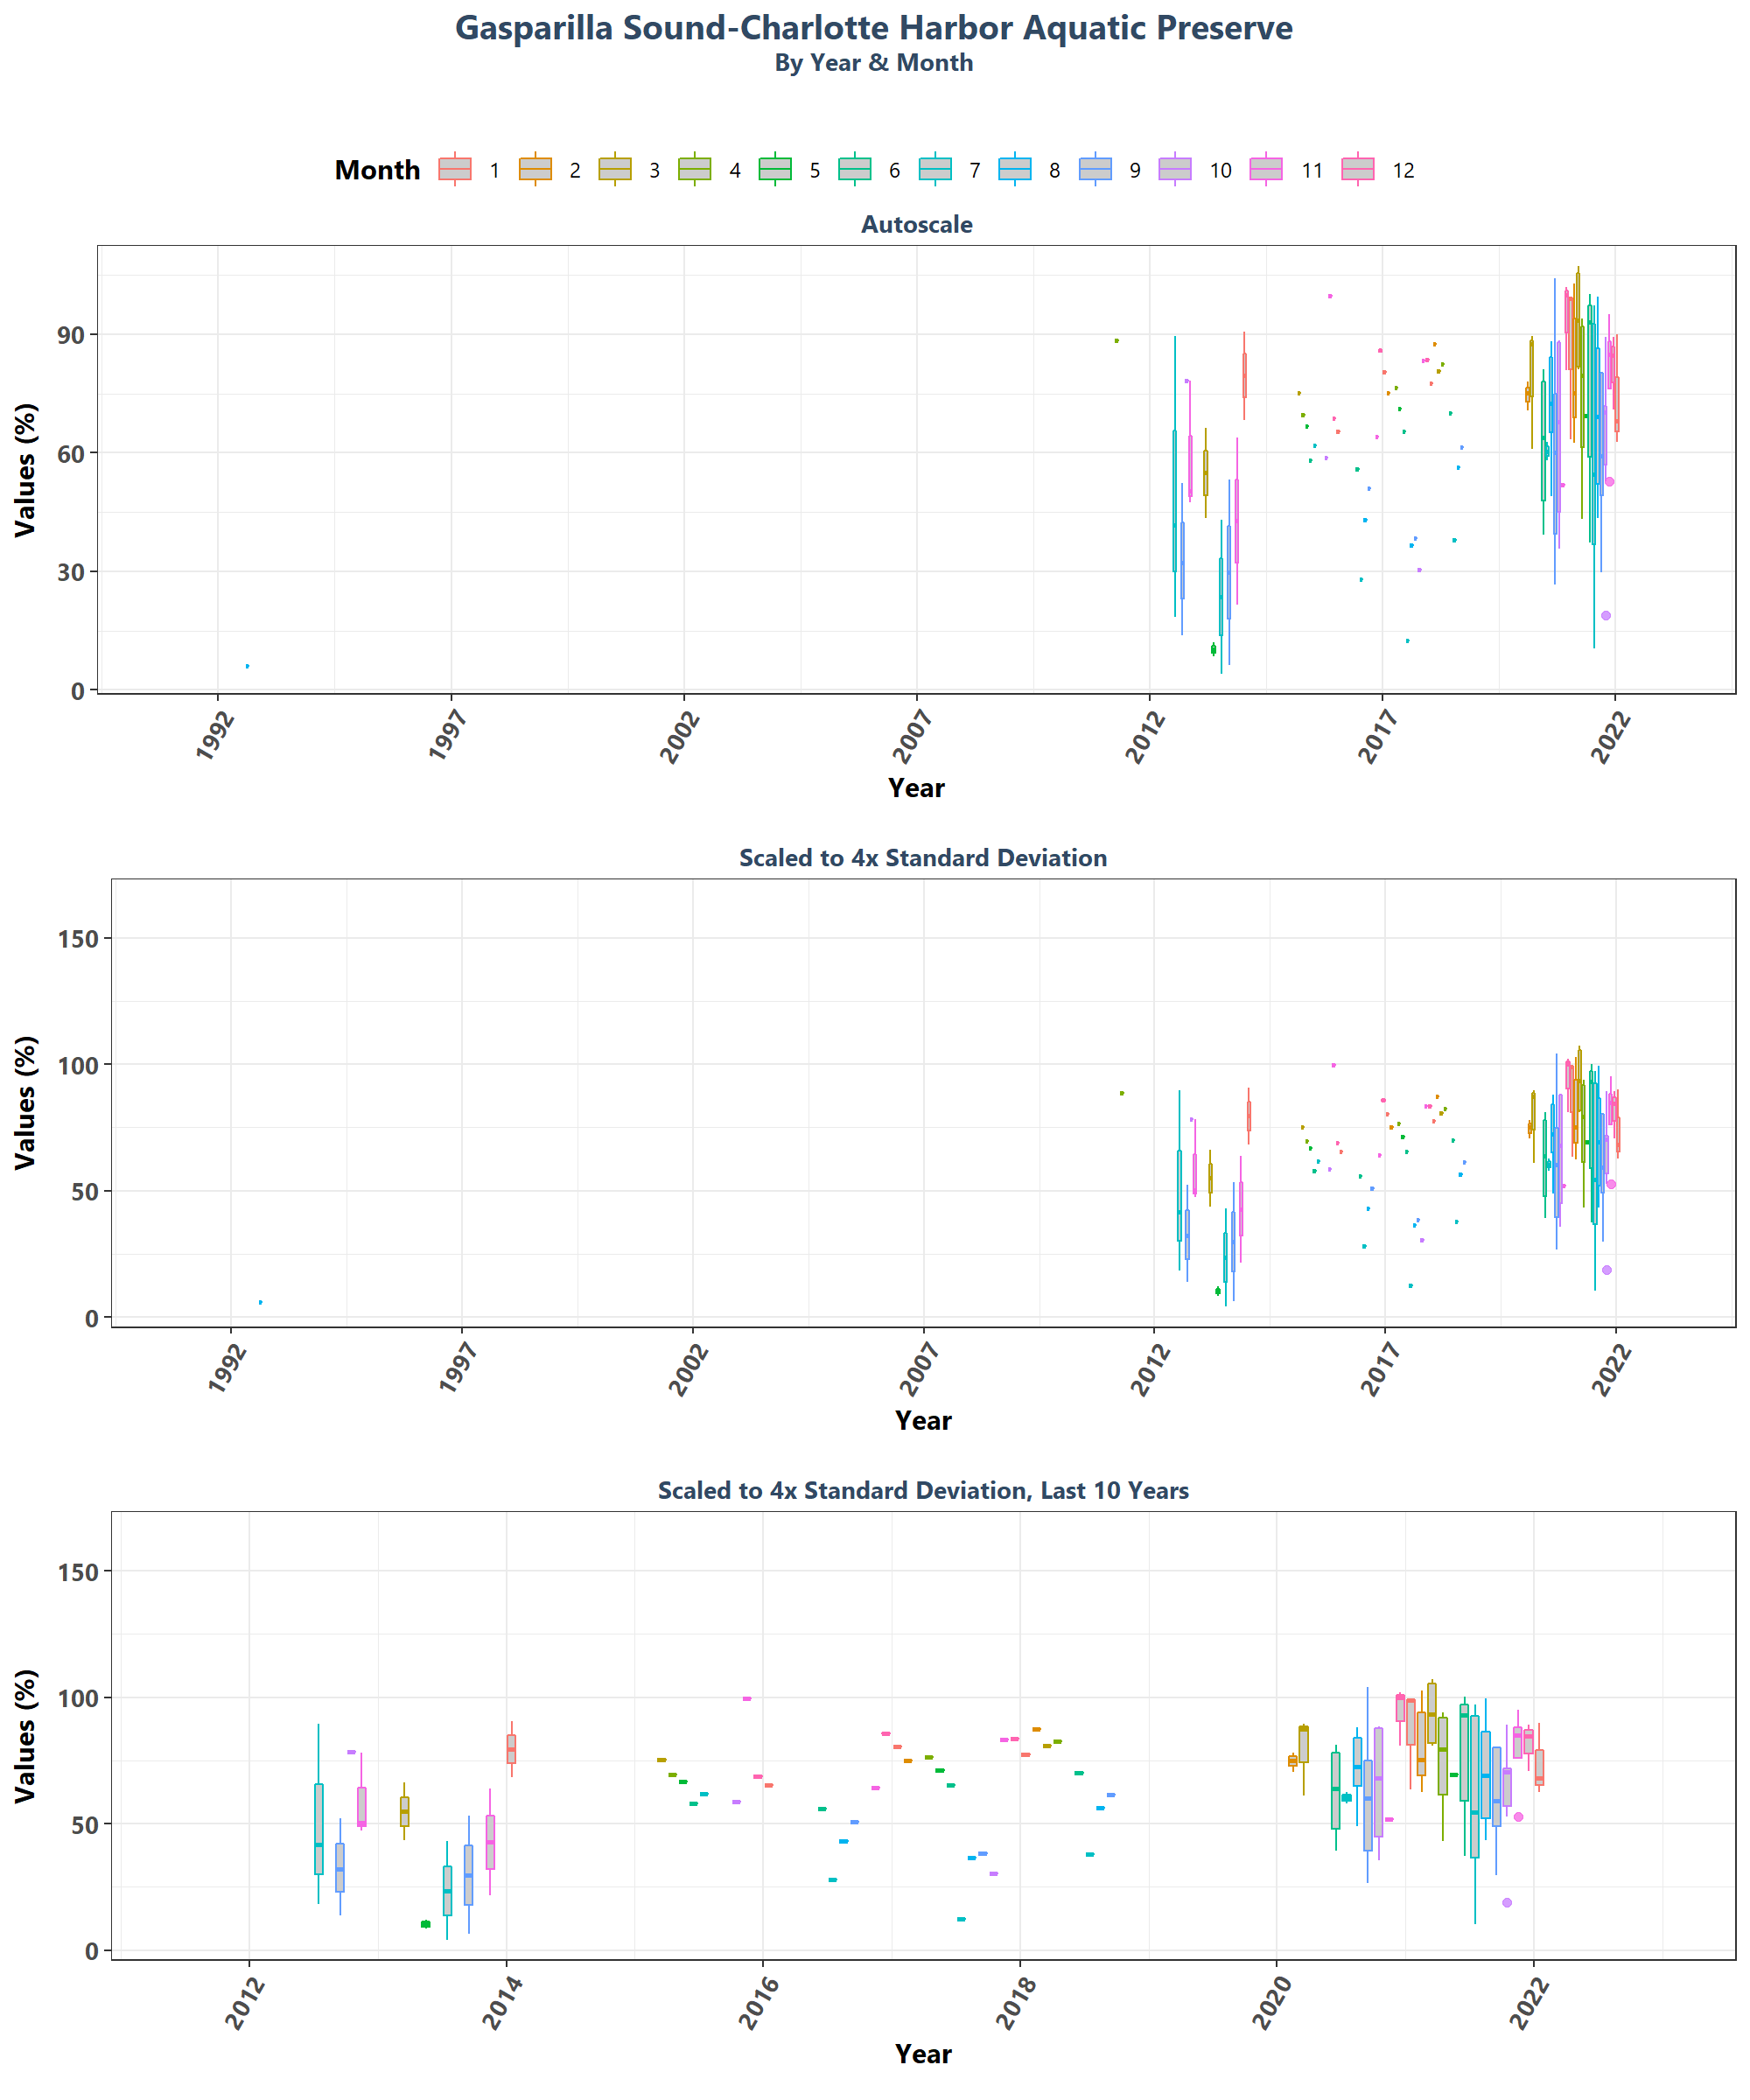 Gasparilla Sound-Charlotte Harbor Aquatic Preserve
By Year & Month
Month 1 2 3 4 5 6 7 8 9 10 11 12
Autoscale
Values (%)
90
60
30
0
1992 1997 2002 2007 2012 2017 2022
Year
Scaled to 4x Standard Deviation
Values (%)
150
100
50
0
1992 1997 2002 2007 2012 2017 2022
Year
Scaled to 4x Standard Deviation, Last 10 Years
Values (%)
150
100
50
0
2012 2014 2016 2018 2020 2022
Year